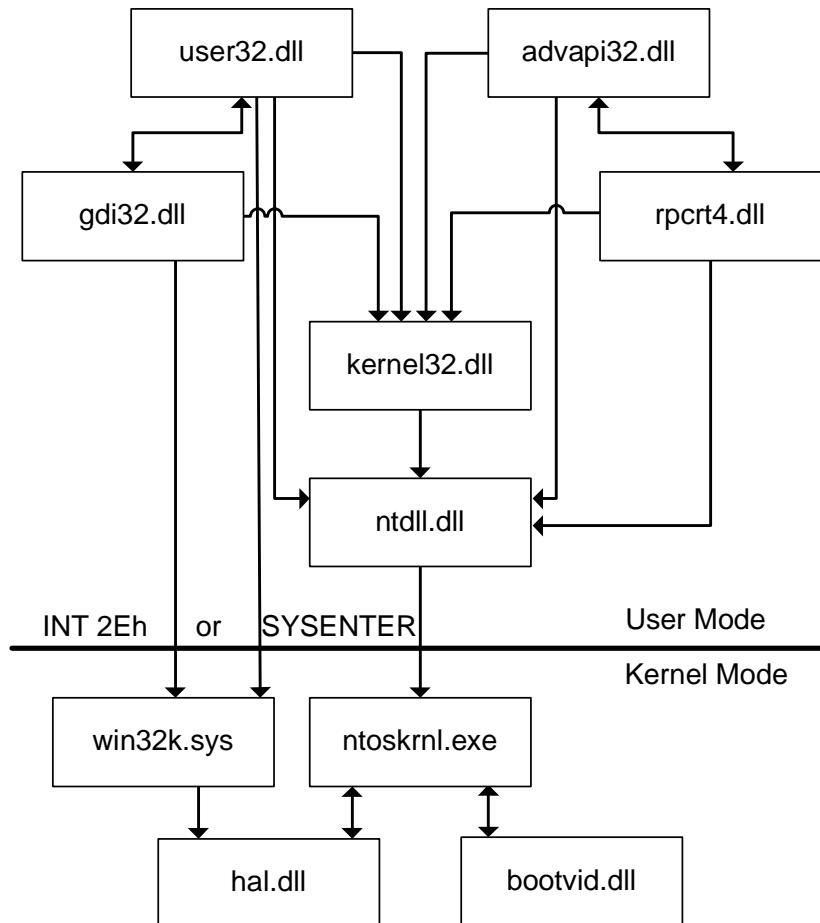 user32.dll
advapi32.dll
gdi32.dll
rpcrt4.dll
kernel32.dll
ntdll.dll
INT 2Eh or SYSENTER
User Mode
Kernel Mode
win32k.sys
ntoskrnl.exe
hal.dll
bootvid.dll